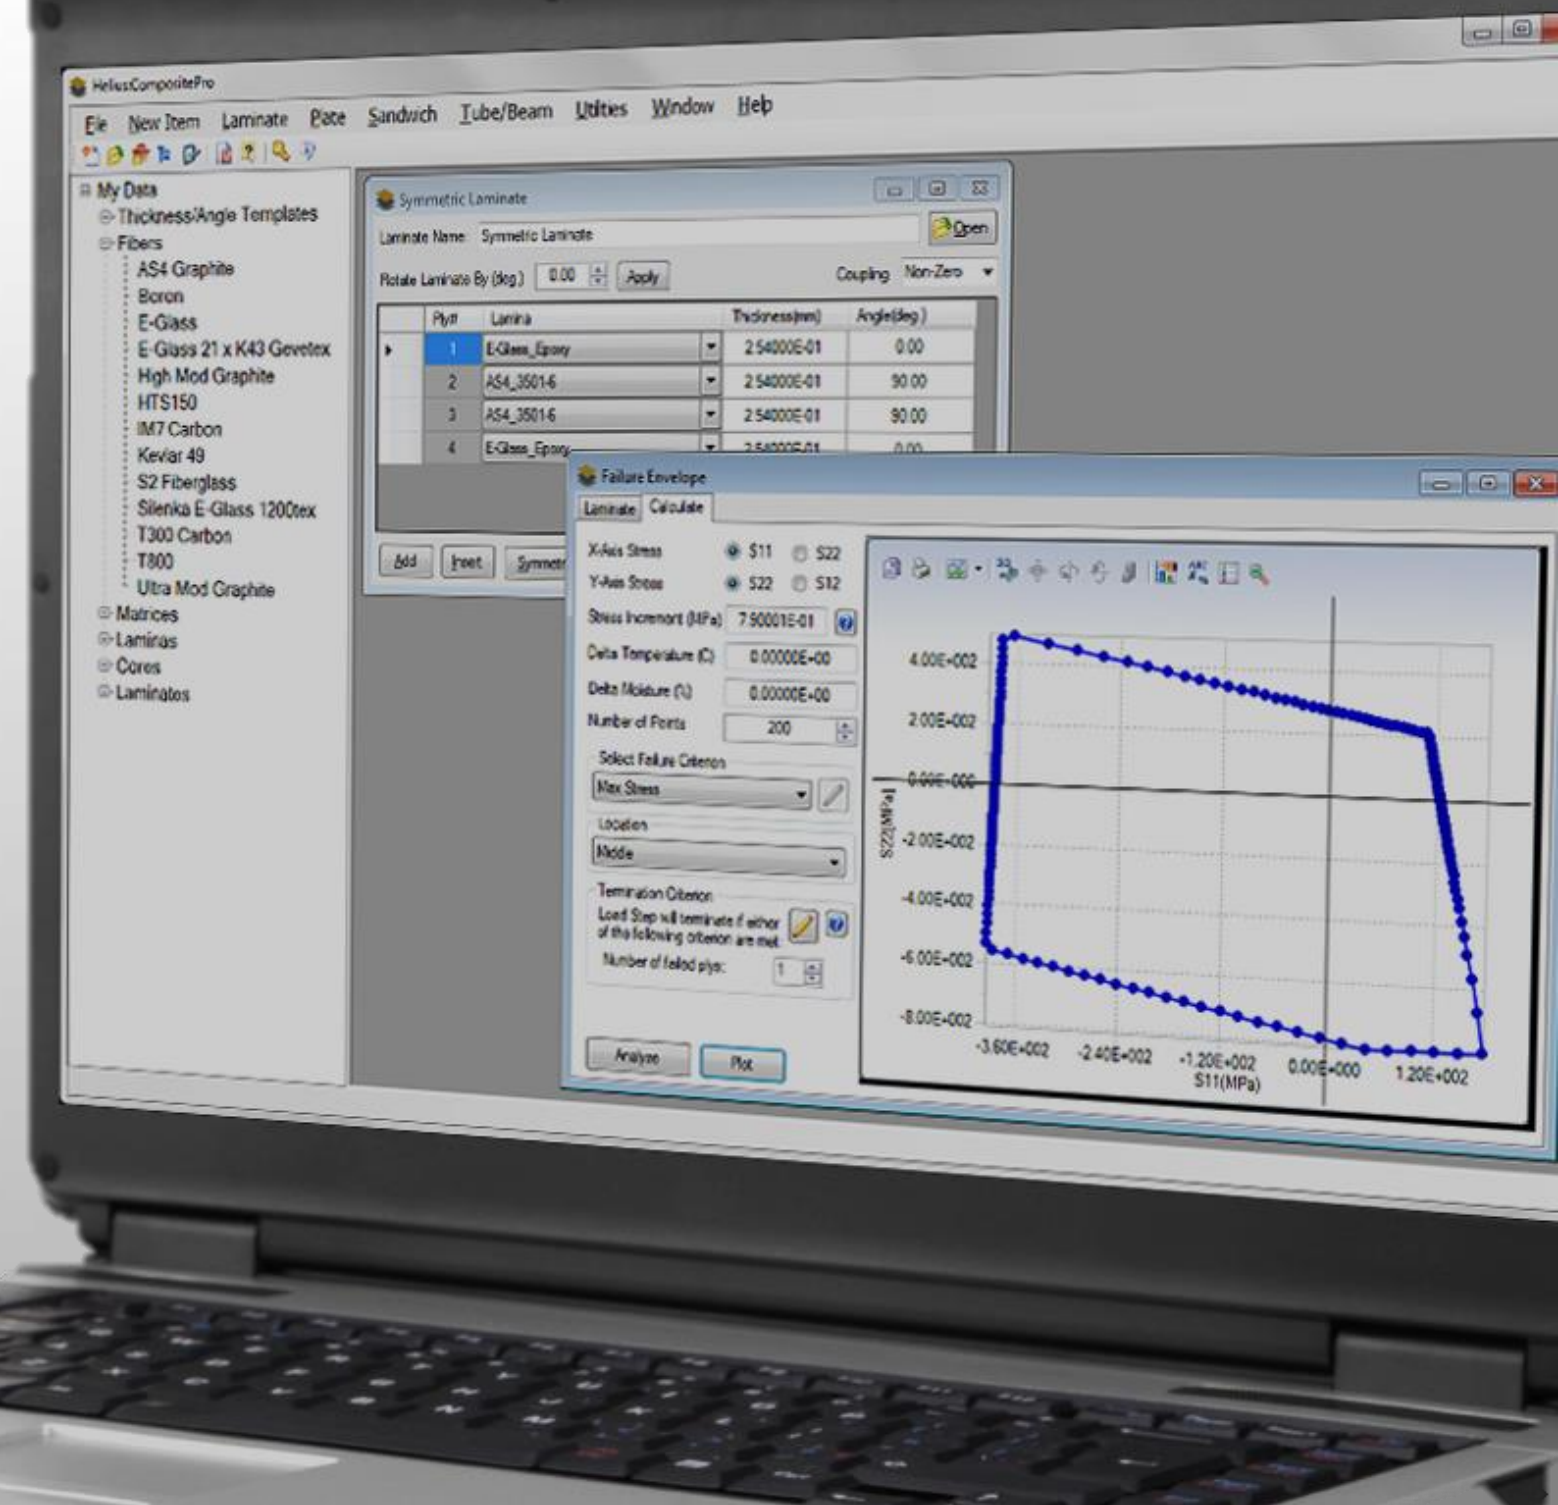 HeliusCompositePro
File New Item Laminate Plate Sandwich Tube/Beam Utilities Window Help
My Data
Thickness/Angle Templates
Fibers
AS4 Graphite
Boron
E-Glass
E-Glass 21 x K43 Gevetex
High Mod Graphite
HTS150
IM7 Carbon
Kevlar 49
S2 Fiberglass
Silenka E-Glass 1200tex
T300 Carbon
T800
Ultra Mod Graphite
Matrices
Laminas
Cores
Laminates
Symmetric Laminate
Laminate Name: Symmetric Laminate Open
Rotate Laminate By (deg.) 0.00 Apply Coupling Non-Zero
Ply# Lamina Thickness(mm) Angle(deg.)
1 E-Glass_Epoxy 2.54000E-01 0.00
2 AS4_3501-6 2.54000E-01 90.00
3 AS4_3501-6 2.54000E-01 90.00
4 E-Glass_Epoxy 2.54000E-01 0.00
Add Insert Symmetr
Failure Envelope
Laminate Calculate
X-Axis Stress S11 S22
Y-Axis Stress S22 S12
Stress Increment (MPa) 7.90001E-01
Delta Temperature (C) 0.00000E+00
Delta Moisture (%) 0.00000E+00
Number of Points 200
Select Failure Criterion
Max Stress
Location
Middle
Termination Criterion
Load Step will terminate if either
of the following criterion are met:
Number of failed plys: 1
Analyze Plot
4.00E+002
2.00E+002
0.00E+000
-2.00E+002
-4.00E+002
-6.00E+002
-8.00E+002
S22(MPa)
-3.60E+002 -2.40E+002 -1.20E+002 0.00E+000 1.20E+002
S11(MPa)